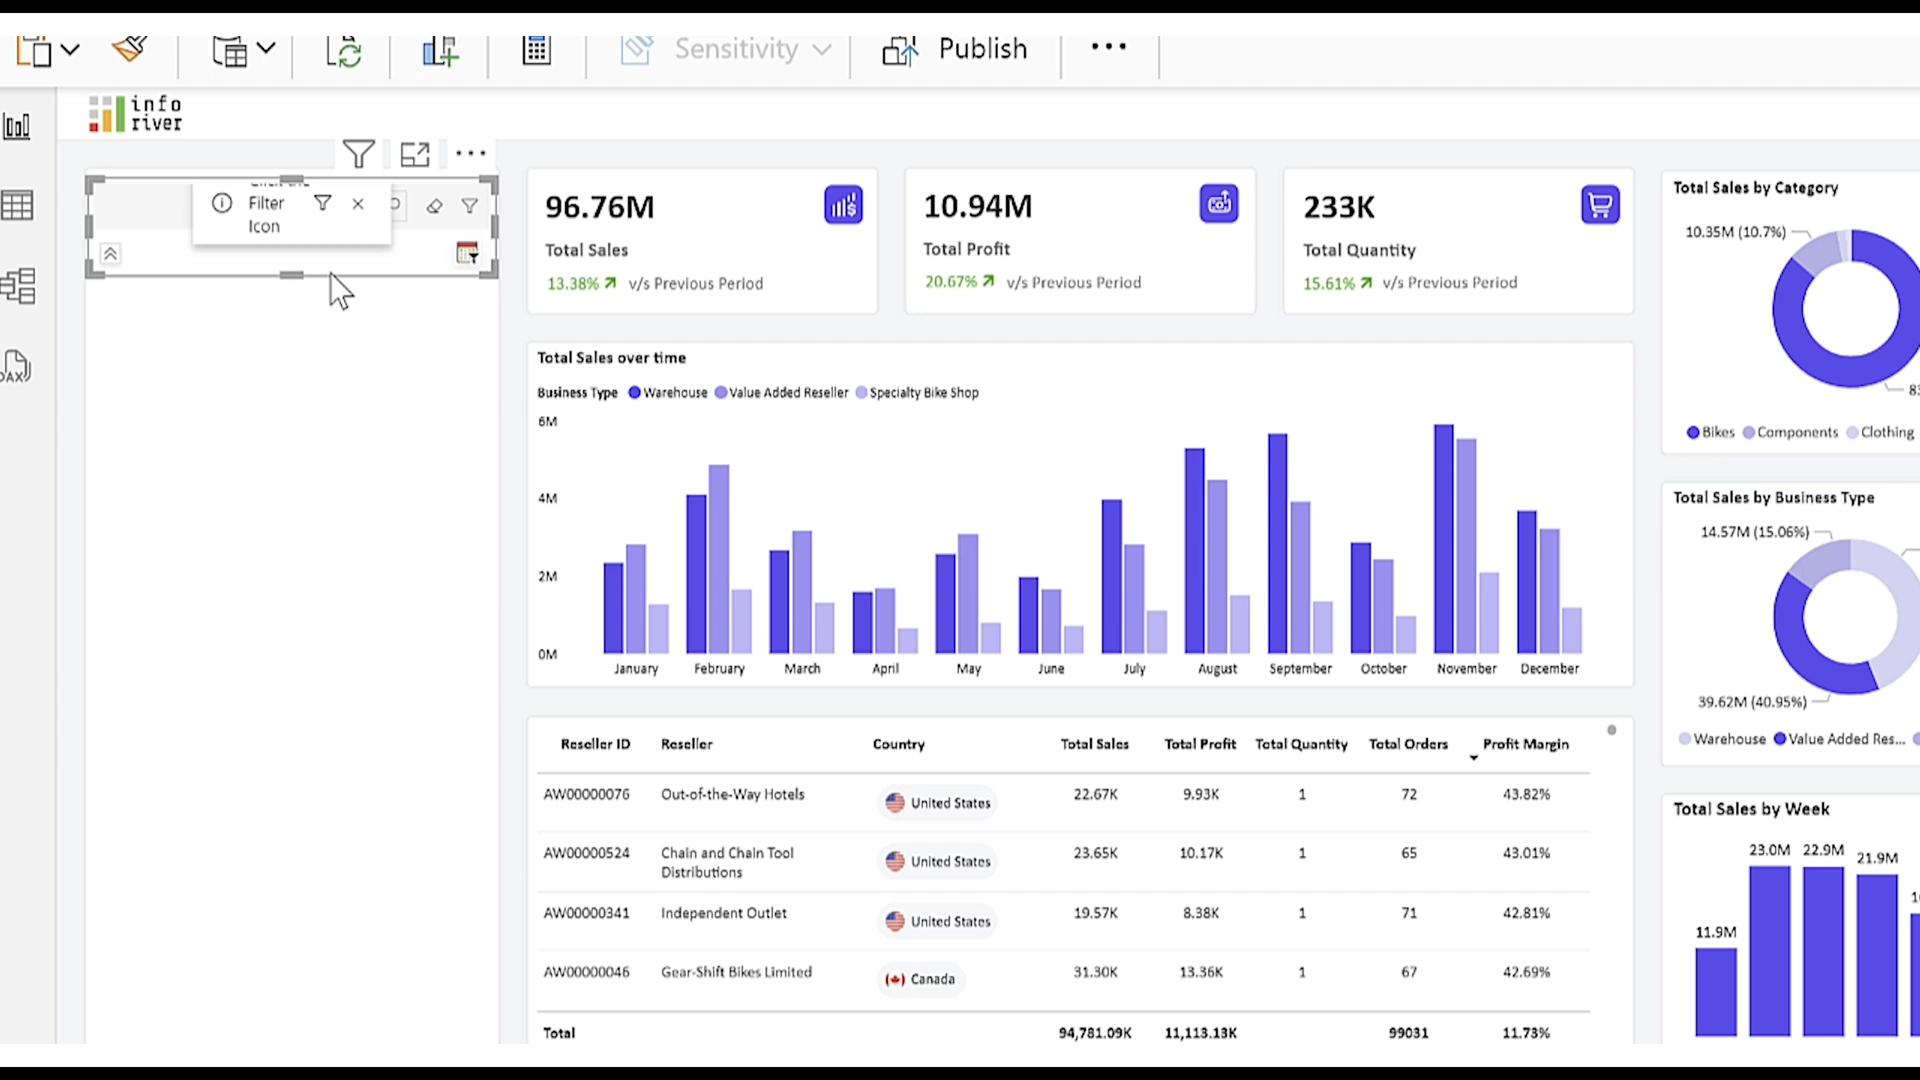 Sensitivity
Publish
info
river
Filter
Icon
96.76M
Total Sales
13.38% v/s Previous Period
10.94M
Total Profit
20.67% v/s Previous Period
233K
Total Quantity
15.61% v/s Previous Period
Total Sales by Category
10.35M (10.7%)
Bikes Components Clothing
Total Sales over time
Business Type Warehouse Value Added Reseller Specialty Bike Shop
6M
4M
2M
0M
January February March April May June July August September October November December
Total Sales by Business Type
14.57M (15.06%)
39.62M (40.95%)
Warehouse Value Added Res...
Reseller ID Reseller Country Total Sales Total Profit Total Quantity Total Orders Profit Margin
AW00000076 Out-of-the-Way Hotels United States 22.67K 9.93K 1 72 43.82%
AW00000524 Chain and Chain Tool Distributions United States 23.65K 10.17K 1 65 43.01%
AW00000341 Independent Outlet United States 19.57K 8.38K 1 71 42.81%
AW00000046 Gear-Shift Bikes Limited Canada 31.30K 13.36K 1 67 42.69%
Total 94,781.09K 11,113.13K 99031 11.73%
Total Sales by Week
11.9M 23.0M 22.9M 21.9M